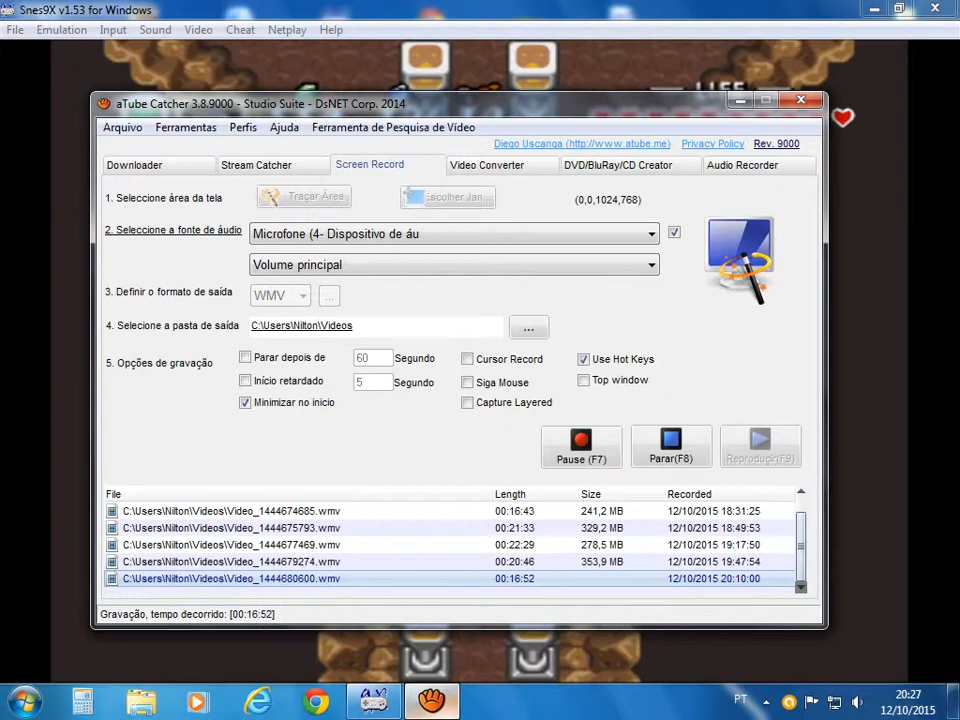 Snes9X v1.53 for Windows
File Emulation Input Sound Video Cheat Netplay Help
LIFE
aTube Catcher 3.8.9000 - Studio Suite - DsNET Corp. 2014
Arquivo Ferramentas Perfis Ajuda Ferramenta de Pesquisa de Vídeo
Diego Uscanga (http://www.atube.me) Privacy Policy Rev. 9000
Downloader Stream Catcher Screen Record Video Converter DVD/BluRay/CD Creator Audio Recorder
1. Seleccione área da tela Traçar Área Escolher Jan... (0,0,1024,768)
2. Seleccione a fonte de áudio Microfone (4- Dispositivo de áu
Volume principal
3. Definir o formato de saída WMV ...
4. Selecione a pasta de saída C:\Users\Nilton\Videos ...
5. Opções de gravação Parar depois de 60 Segundo Cursor Record Use Hot Keys
Início retardado 5 Segundo Siga Mouse Top window
Minimizar no inicio Capture Layered
Pause (F7) Parar(F8) Reproducir(F9)
File Length Size Recorded
C:\Users\Nilton\Videos\Video_1444674685.wmv 00:16:43 241,2 MB 12/10/2015 18:31:25
C:\Users\Nilton\Videos\Video_1444675793.wmv 00:21:33 329,2 MB 12/10/2015 18:49:53
C:\Users\Nilton\Videos\Video_1444677469.wmv 00:22:29 278,5 MB 12/10/2015 19:17:50
C:\Users\Nilton\Videos\Video_1444679274.wmv 00:20:46 353,9 MB 12/10/2015 19:47:54
C:\Users\Nilton\Videos\Video_1444680600.wmv 00:16:52 12/10/2015 20:10:00
Gravação, tempo decorrido: [00:16:52]
PT 20:27
12/10/2015